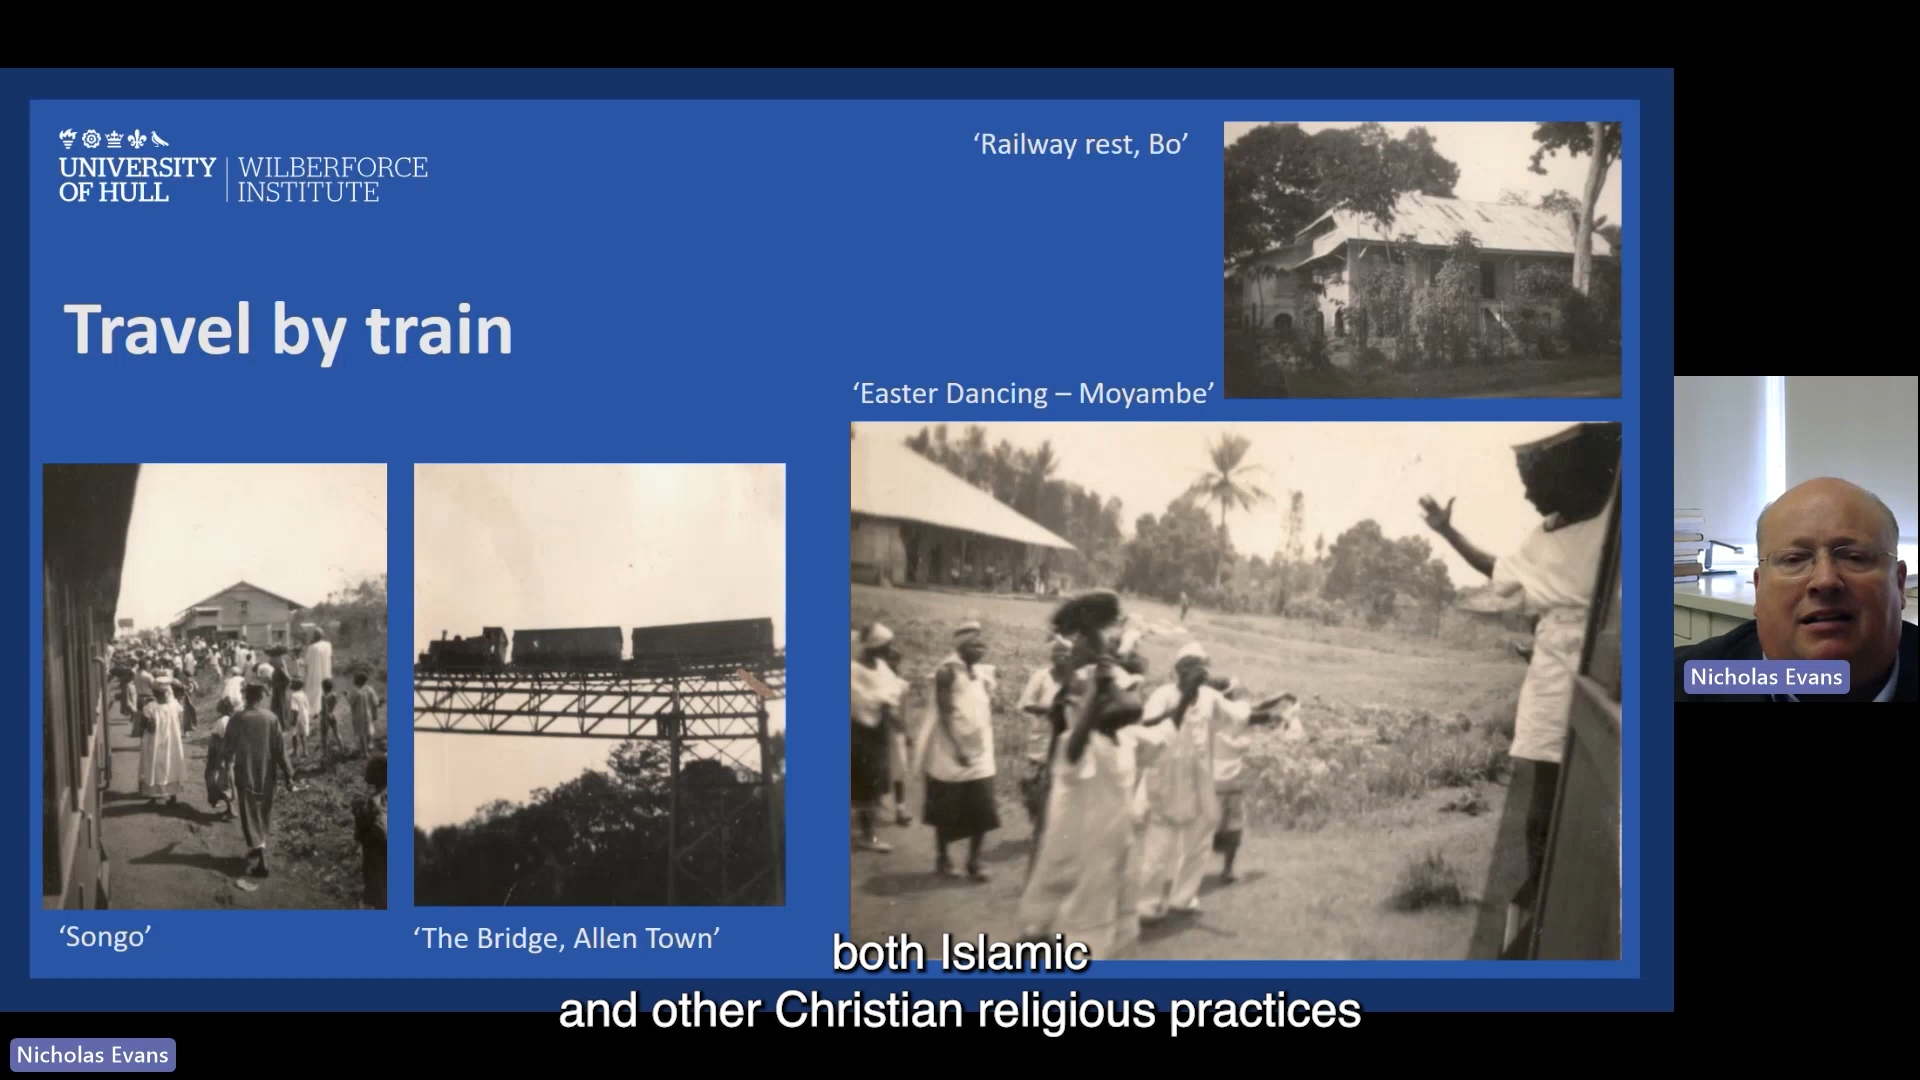 UNIVERSITY
OF HULL
WILBERFORCE
INSTITUTE
‘Railway rest, Bo’
Travel by train
‘Easter Dancing – Moyambe’
‘Songo’
‘The Bridge, Allen Town’
both Islamic
and other Christian religious practices
Nicholas Evans
Nicholas Evans